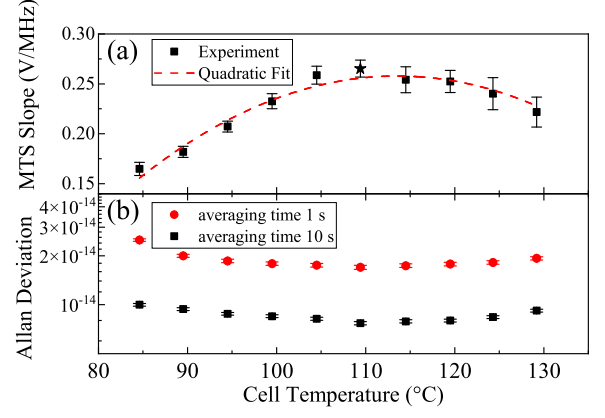 0.30
0.25
0.20
0.15
MTS Slope (V/MHz)
(a)
Experiment
Quadratic Fit
4×10⁻¹⁴
3×10⁻¹⁴
2×10⁻¹⁴
10⁻¹⁴
Allan Deviation
(b)
averaging time 1 s
averaging time 10 s
80 90 100 110 120 130
Cell Temperature (°C)